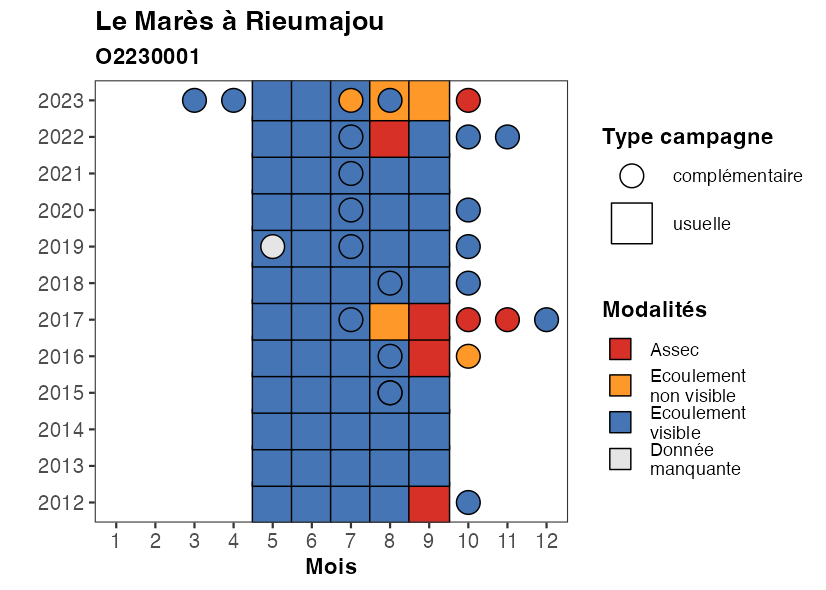 Le Marès à Rieumajou
O2230001
2023
2022
2021
2020
2019
2018
2017
2016
2015
2014
2013
2012
1 2 3 4 5 6 7 8 9 10 11 12
Mois
Type campagne
complémentaire
usuelle
Modalités
Assec
Ecoulement
non visible
Ecoulement
visible
Donnée
manquante